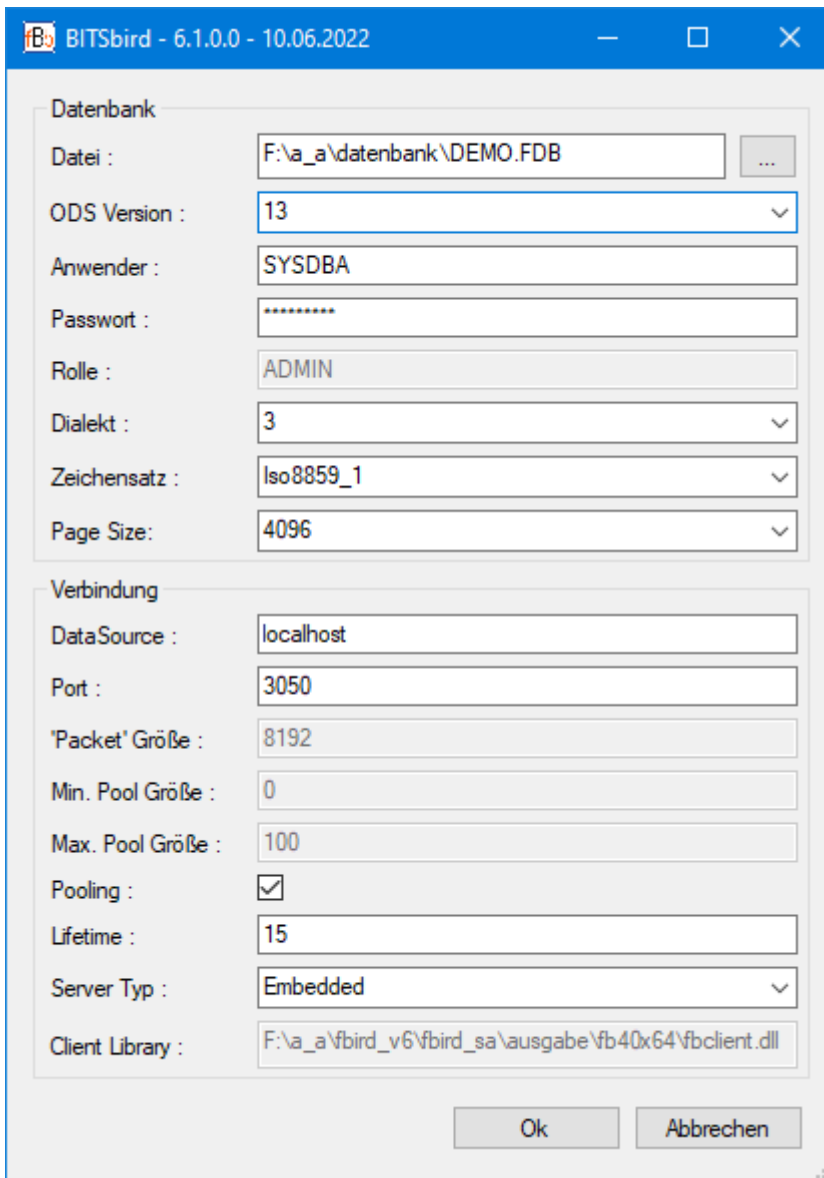 fBb BITSbird - 6.1.0.0 - 10.06.2022
Datenbank
Datei : F:\a_a\datenbank\DEMO.FDB ...
ODS Version : 13
Anwender : SYSDBA
Passwort : *********
Rolle : ADMIN
Dialekt : 3
Zeichensatz : Iso8859_1
Page Size: 4096
Verbindung
DataSource : localhost
Port : 3050
'Packet' Größe : 8192
Min. Pool Größe : 0
Max. Pool Größe : 100
Pooling :
Lifetime : 15
Server Typ : Embedded
Client Library : F:\a_a\fbird_v6\fbird_sa\ausgabe\fb40x64\fbclient.dll
Ok Abbrechen